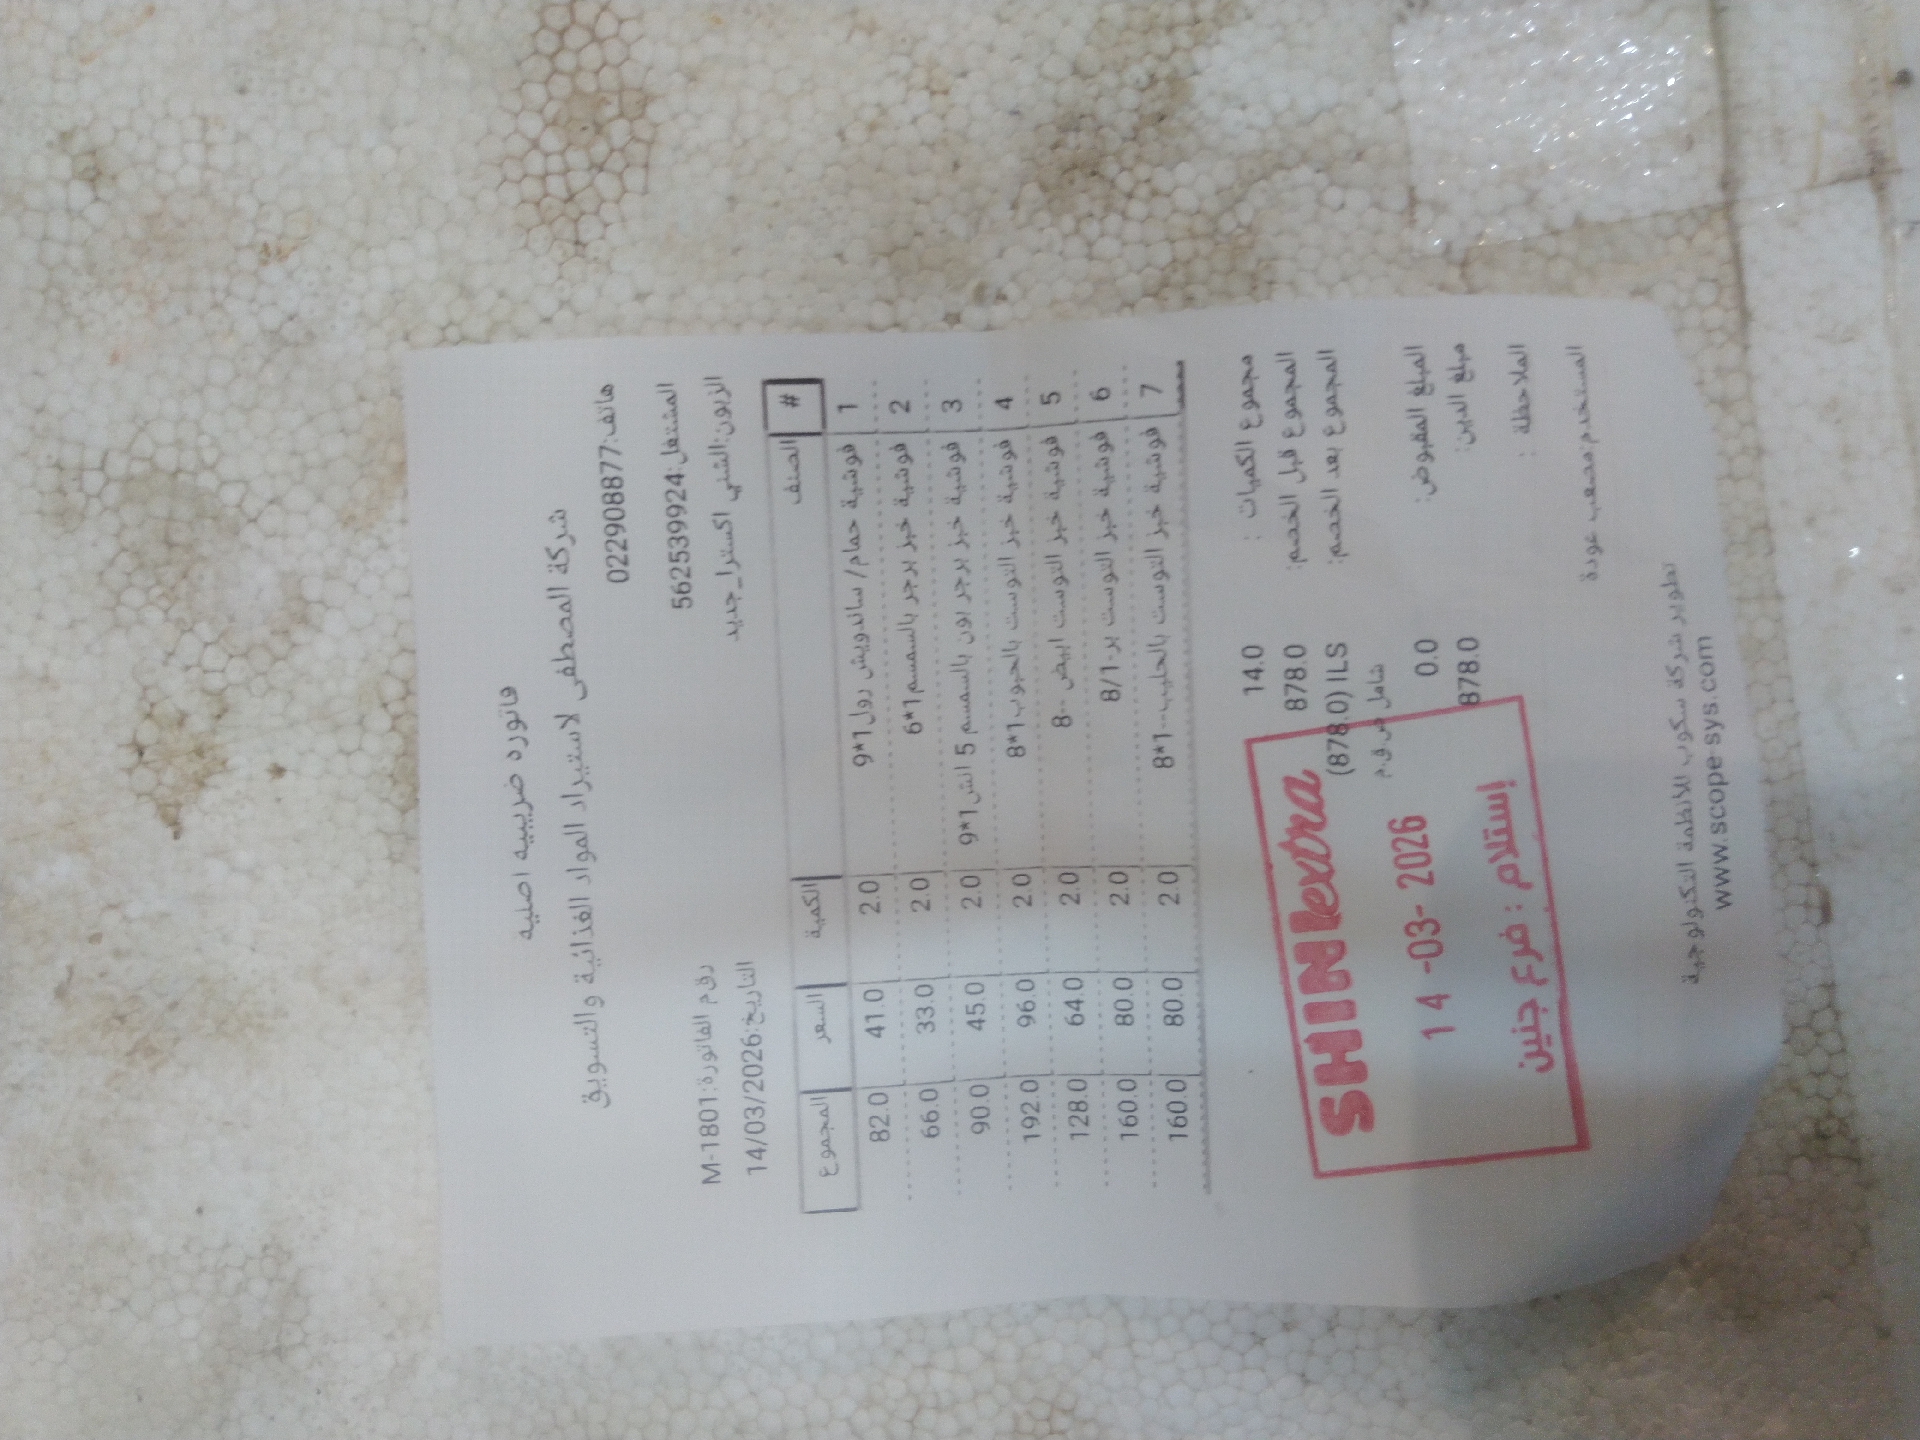 فاتوره ضريبيه اصليه
شركة المصطفى لاستيراد المواد الغذائية والتسويق
هاتف:022908877
المشتغل:562539924
رقم الفاتورة:M-1801
الزبون:الشني اكسترا_جديد
التاريخ:14/03/2026
# الصنف الكمية السعر المجموع
1 فوشية حمام/ ساندويش رول 1*9 2.0 41.0 82.0
2 فوشية خبز برجر بالسمسم 1*6 2.0 33.0 66.0
3 فوشية خبز برجر بون بالسمسم 5 انش 1*9 2.0 45.0 90.0
4 فوشية خبز التوست بالحبوب 1*8 2.0 96.0 192.0
5 فوشية خبز التوست ابيض --8 2.0 64.0 128.0
6 فوشية خبز التوست بر-8/1 2.0 80.0 160.0
7 فوشية خبز التوست بالحليب--1*8 2.0 80.0 160.0
مجموع الكميات : 14.0
المجموع قبل الخصم: 878.0
المجموع بعد الخصم: (878.0) ILS
شامل ض.ق.م
المبلغ المقبوض: 0.0
مبلغ الدين: 878.0
الملاحظة :
المستخدم:مصعب عودة
SHINI extra
14 -03- 2026
إستلام : فرع جنين
تطوير شركة سكوب للأنظمة التكنولوجية
www.scope-sys.com